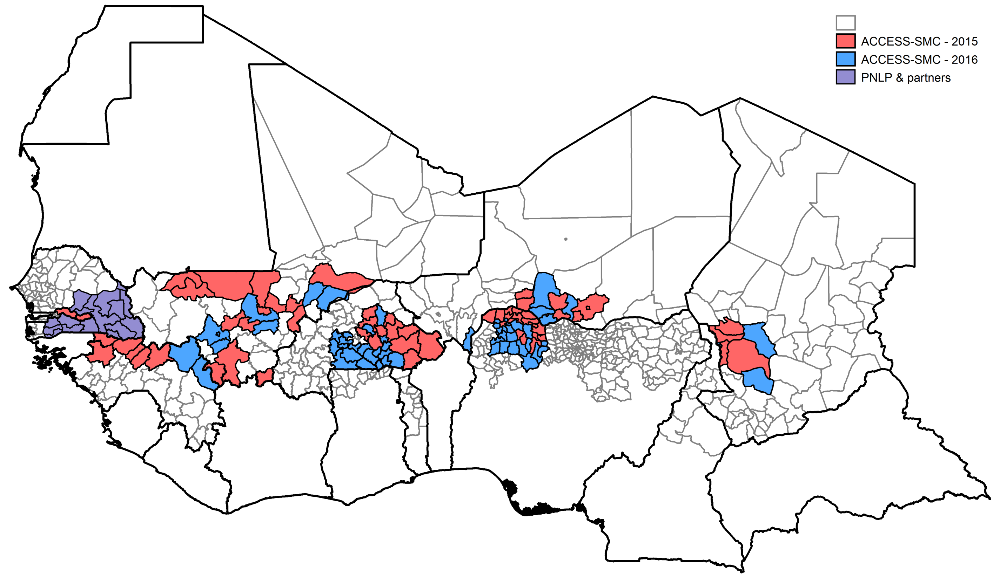 ACCESS-SMC - 2015
ACCESS-SMC - 2016
PNLP & partners